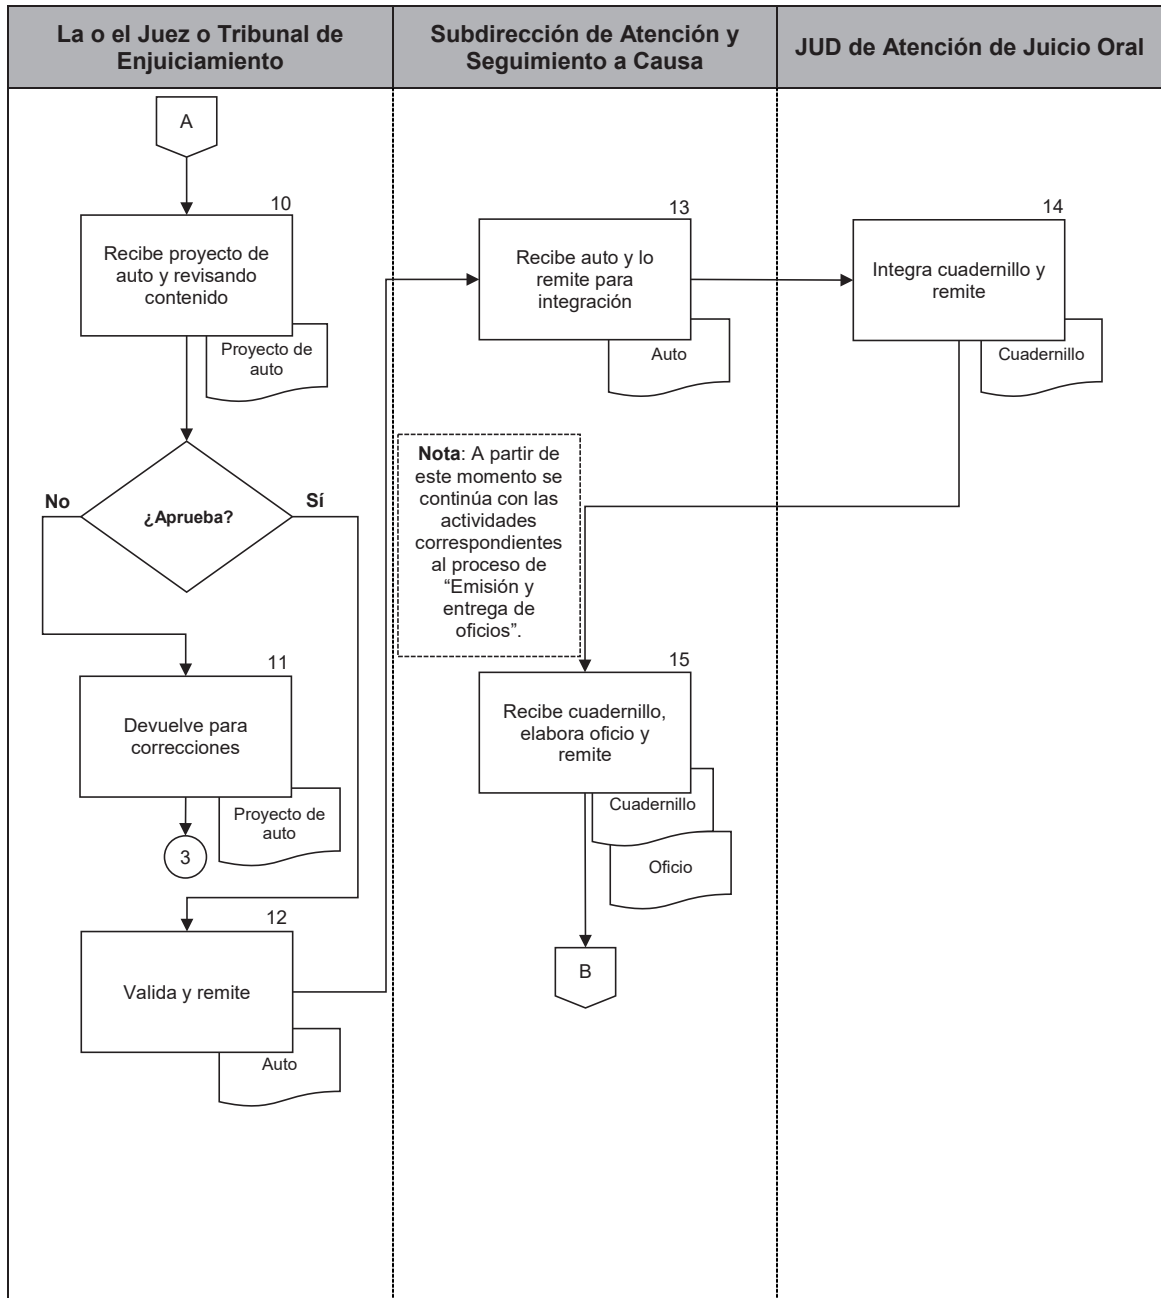 La o el Juez o Tribunal de
Enjuiciamiento
Subdirección de Atención y
Seguimiento a Causa
JUD de Atención de Juicio Oral
A
10
Recibe proyecto de
auto y revisando
contenido
Proyecto de
auto
¿Aprueba?
No
Sí
11
Devuelve para
correcciones
Proyecto de
auto
3
12
Valida y remite
Auto
13
Recibe auto y lo
remite para
integración
Auto
14
Integra cuadernillo y
remite
Cuadernillo
Nota: A partir de
este momento se
continúa con las
actividades
correspondientes
al proceso de
“Emisión y
entrega de
oficios”.
15
Recibe cuadernillo,
elabora oficio y
remite
Cuadernillo
Oficio
B